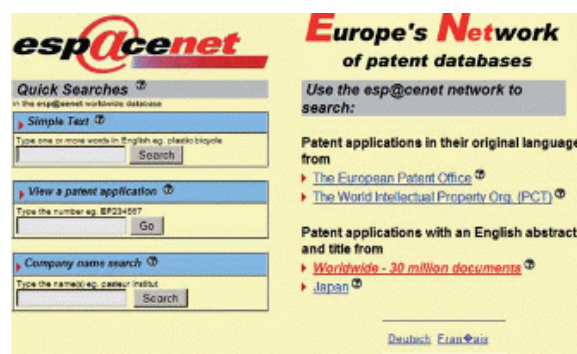 esp@cenet
Quick Searches
in the esp@cenet worldwide database
Simple Text
Type one or more words in English eg. plastic bicycle
Search
View a patent application
Type the number eg. EP234567
Go
Company name search
Type the name(s) eg. pasteur institut
Search
Europe's Network
of patent databases
Use the esp@cenet network to
search:
Patent applications in their original language
from
The European Patent Office
The World Intellectual Property Org. (PCT)
Patent applications with an English abstract
and title from
Worldwide - 30 million documents
Japan
Deutsch Fran�ais